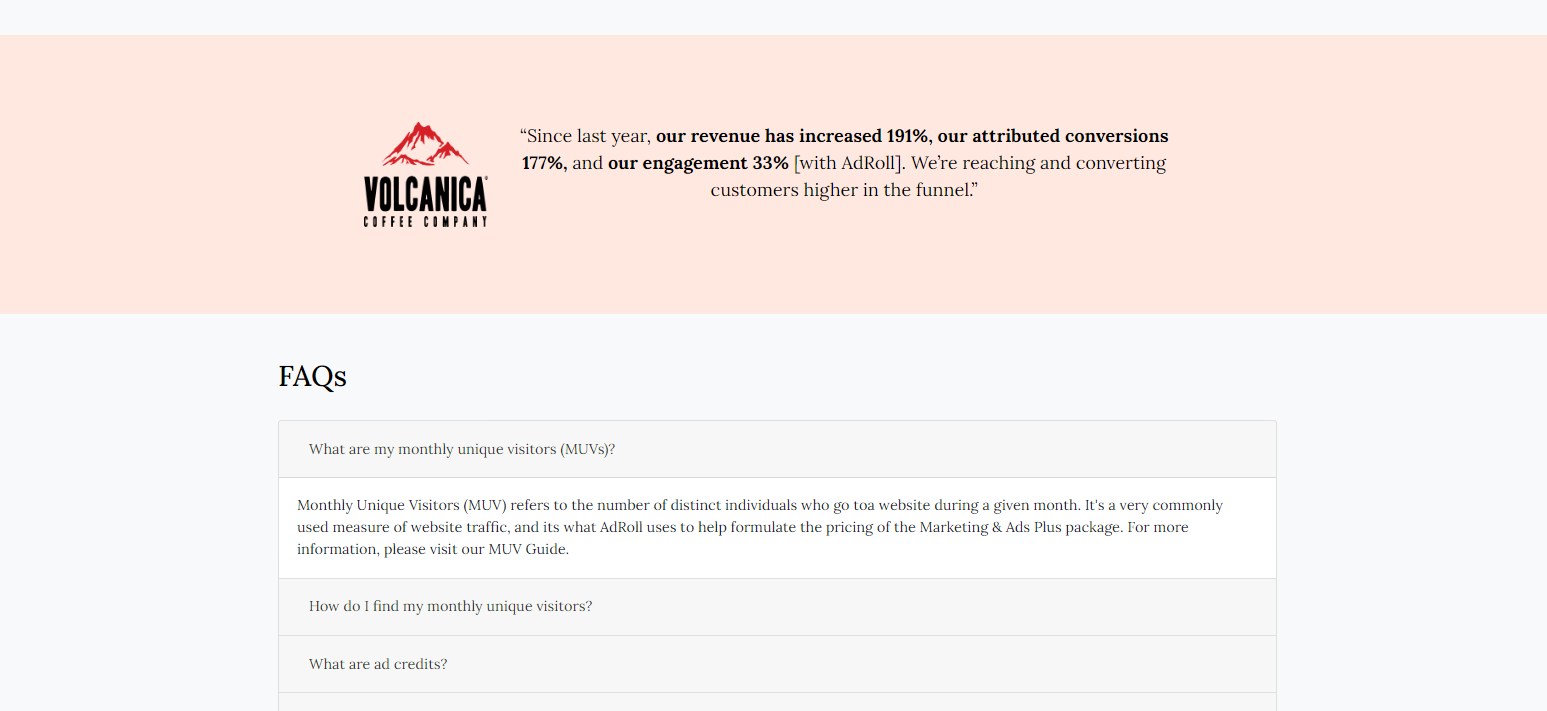 VOLCANICA
COFFEE COMPANY
“Since last year, our revenue has increased 191%, our attributed conversions
177%, and our engagement 33% [with AdRoll]. We’re reaching and converting
customers higher in the funnel.”
FAQs
What are my monthly unique visitors (MUVs)?
Monthly Unique Visitors (MUV) refers to the number of distinct individuals who go toa website during a given month. It's a very commonly
used measure of website traffic, and its what AdRoll uses to help formulate the pricing of the Marketing & Ads Plus package. For more
information, please visit our MUV Guide.
How do I find my monthly unique visitors?
What are ad credits?